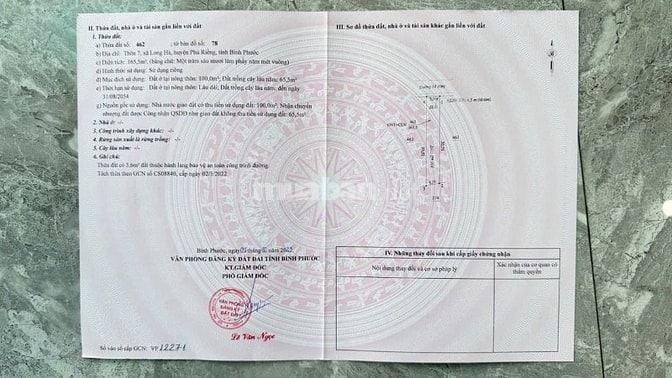 II. Thửa đất, nhà ở và tài sản gắn liền với đất
1. Thửa đất:
a) Thửa đất số: 462 ; tờ bản đồ số: 78
b) Địa chỉ: Thôn 7, xã Long Hà, huyện Phú Riềng, tỉnh Bình Phước
c) Diện tích: 165,5m² (bằng chữ: Một trăm sáu mươi lăm phẩy năm mét vuông)
d) Hình thức sử dụng: Sử dụng riêng
đ) Mục đích sử dụng: Đất ở tại nông thôn: 100,0m²; Đất trồng cây lâu năm: 65,5m²
e) Thời hạn sử dụng: Đất ở tại nông thôn: Lâu dài; Đất trồng cây lâu năm: đến
31/08/2054
g) Nguồn gốc sử dụng: Nhà nước giao đất có thu tiền sử dụng đất: 100,0m²; Nhận chuyển
nhượng đất được Công nhận QSDĐ như giao đất không thu tiền sử dụng đất: 65,5m²
2. Nhà ở: -/-
3. Công trình xây dựng khác: -/-
4. Rừng sản xuất là rừng trồng: -/-
5. Cây lâu năm: -/-
6. Ghi chú:
Thửa đất có 3,6m² đất thuộc hành lang bảo vệ an toàn công trình đường.
Tách thửa theo GCN số CS08840, cấp ngày 02/3/2022
Bình Phước, ngày
VĂN PHÒNG ĐĂNG KÝ ĐẤT ĐAI TỈNH BÌNH PHƯỚC
KT.GIÁM ĐỐC
PHÓ GIÁM ĐỐC
VĂN PHÒNG
ĐĂNG KÝ
ĐẤT ĐAI
Lê Văn Ngọc
Số vào sổ cấp GCN: VP 12271
III. Sơ đồ thửa đất, nhà ở và tài sản khác gắn liền với đất
IV. Những thay đổi sau khi cấp giấy chứng nhận
Nội dung thay đổi và cơ sở pháp lý
Xác nhận của cơ quan có
thẩm quyền